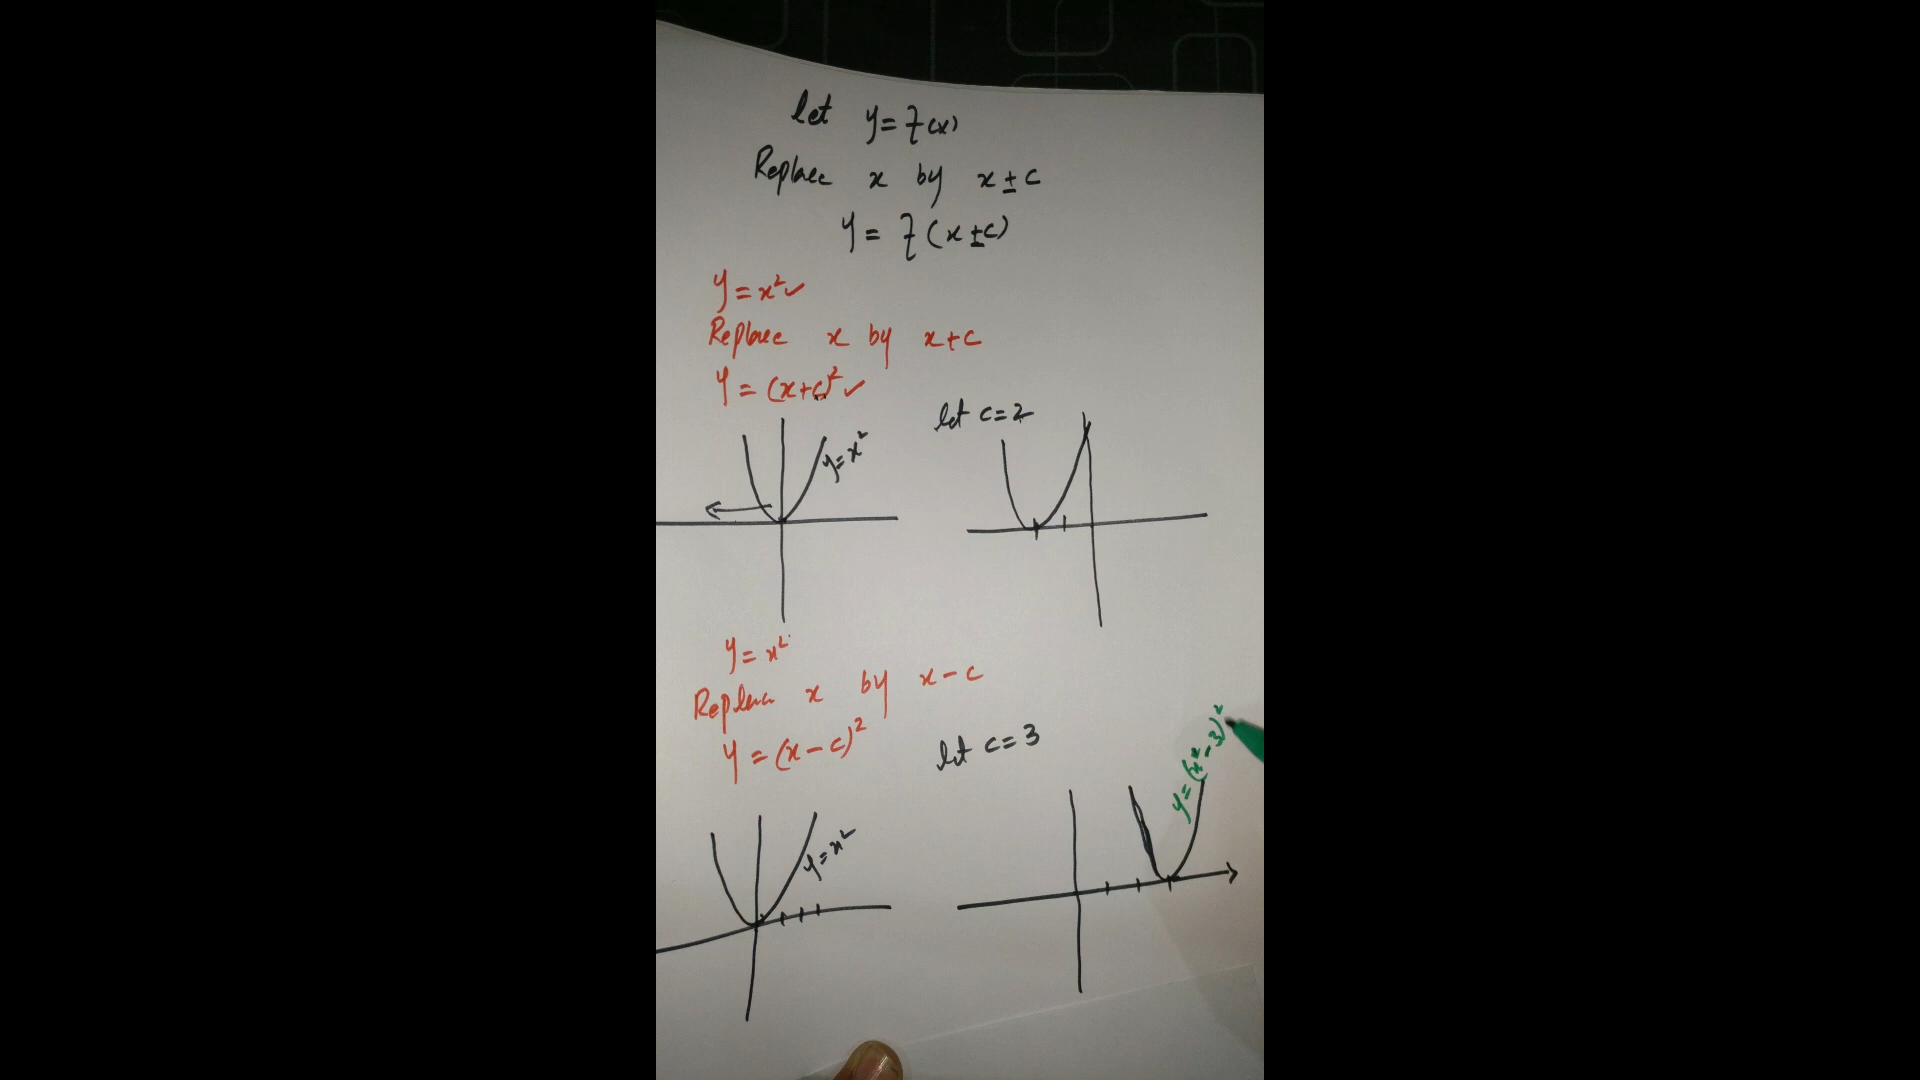 let y = f(x)
Replace x by x ± c
y = f(x ± c)
y = x² ✓
Replace x by x + c
y = (x+c)² ✓
let c = 2
y = x²
y = x²
Replace x by x - c
y = (x - c)²
let c = 3
y = (x - 3)²
y = x²